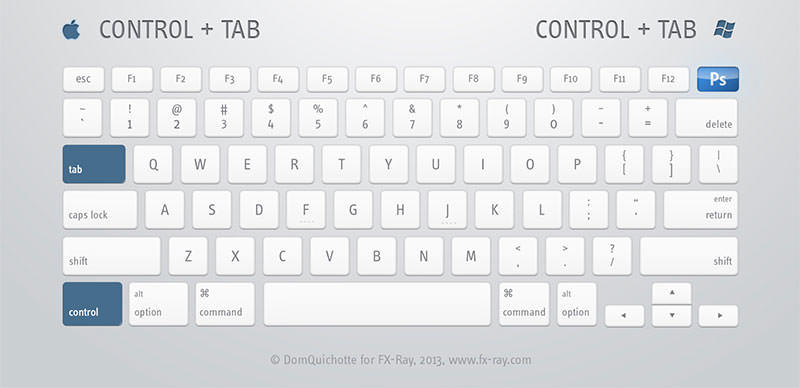 CONTROL + TAB CONTROL + TAB
esc F1 F2 F3 F4 F5 F6 F7 F8 F9 F10 F11 F12 Ps
~ ! @ # $ % ^ & * ( ) - +
` 1 2 3 4 5 6 7 8 9 0 - = delete
tab Q W E R T Y U I O P { [ } ] | \
caps lock A S D F G H J K L : ; " ' enter return
shift Z X C V B N M < , > . ? / shift
control alt option ⌘ command ⌘ command alt option ◄ ▲ ▼ ►
© DomQuichotte for FX-Ray, 2013, www.fx-ray.com